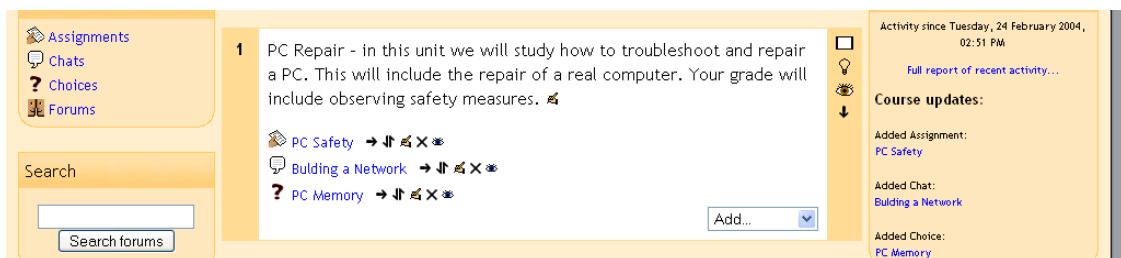 Assignments
Chats
Choices
Forums
Search
Search forums
1
PC Repair - in this unit we will study how to troubleshoot and repair
a PC. This will include the repair of a real computer. Your grade will
include observing safety measures.
PC Safety
Bulding a Network
PC Memory
Add...
Activity since Tuesday, 24 February 2004,
02:51 PM
Full report of recent activity...
Course updates:
Added Assignment:
PC Safety
Added Chat:
Bulding a Network
Added Choice:
PC Memory